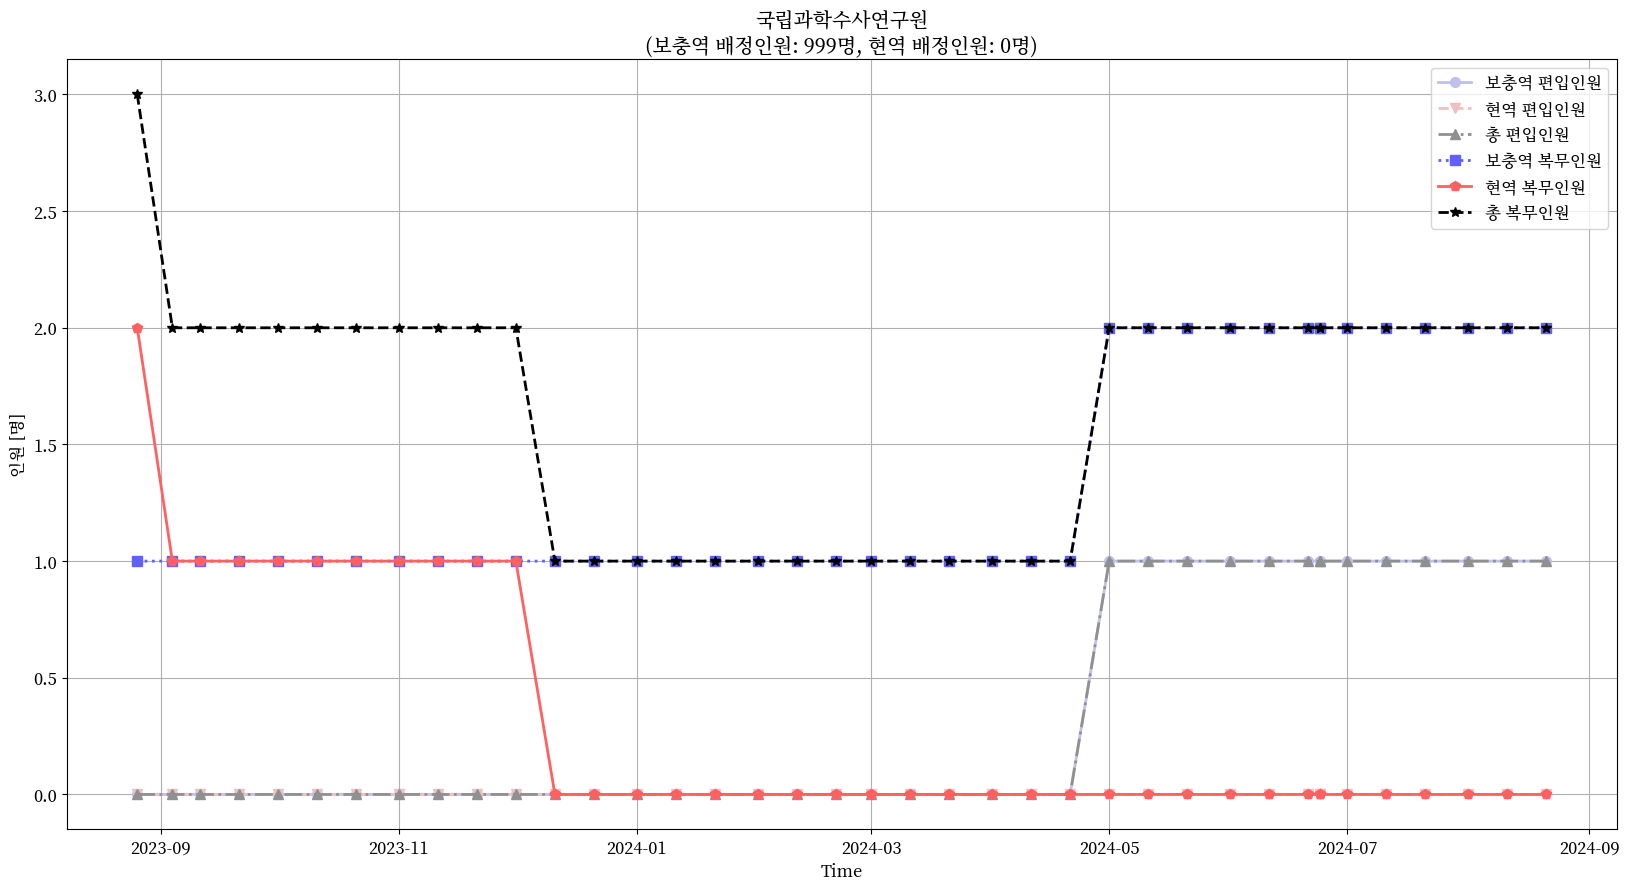 국립과학수사연구원
(보충역 배정인원: 999명, 현역 배정인원: 0명)
보충역 편입인원
현역 편입인원
총 편입인원
보충역 복무인원
현역 복무인원
총 복무인원
인원 [명]
3.0
2.5
2.0
1.5
1.0
0.5
0.0
2023-09
2023-11
2024-01
2024-03
2024-05
2024-07
2024-09
Time